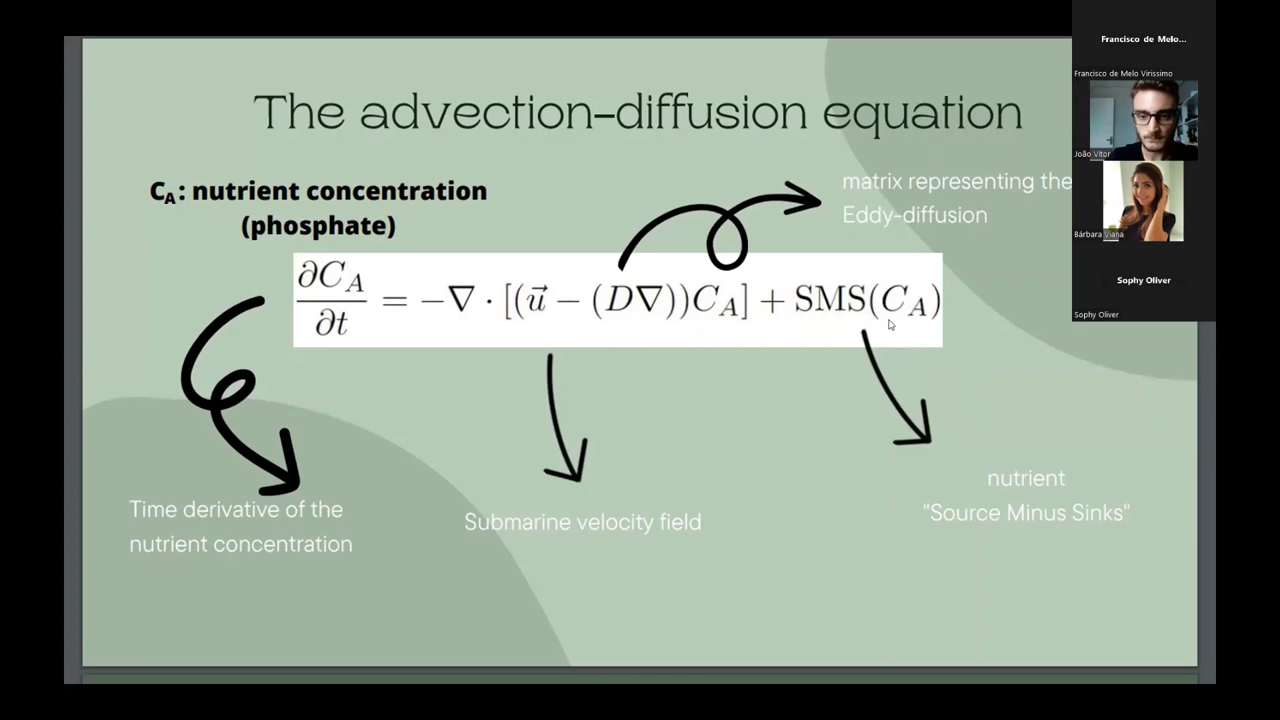 The advection-diffusion equation
C_A: nutrient concentration
(phosphate)
matrix representing the
Eddy-diffusion
∂C_A/∂t = −∇ · [(u⃗ − (D∇))C_A] + SMS(C_A)
Time derivative of the
nutrient concentration
Submarine velocity field
nutrient
"Source Minus Sinks"
Francisco de Melo...
Francisco de Melo Virissimo
João Vitor
Bárbara Viana
Sophy Oliver
Sophy Oliver